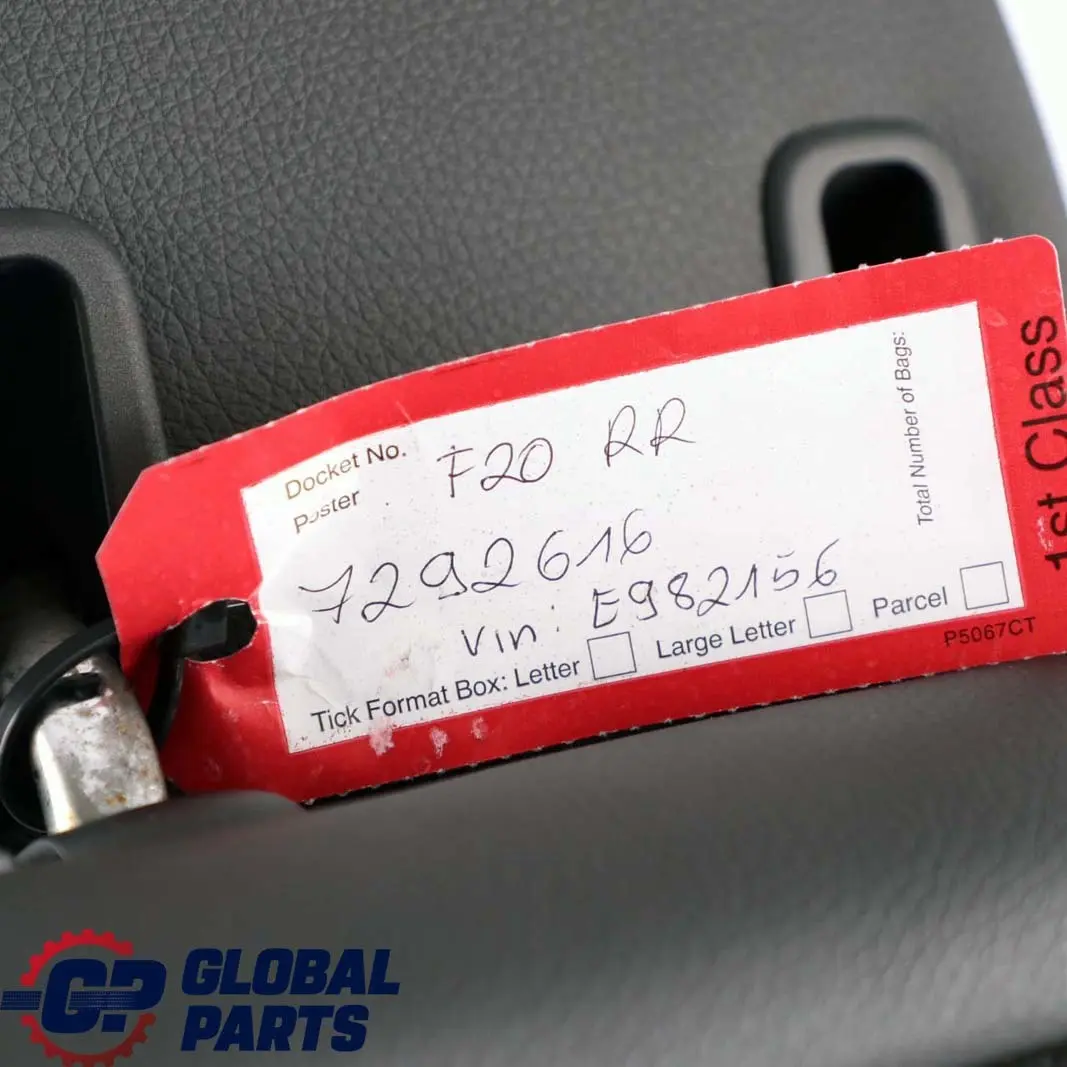 Docket No.
Poster
F20 RR
7292616
Vin: E982156
Tick Format Box: Letter Large Letter Parcel
Total Number of Bags:
1st Class
P5067CT
GP GLOBAL
PARTS